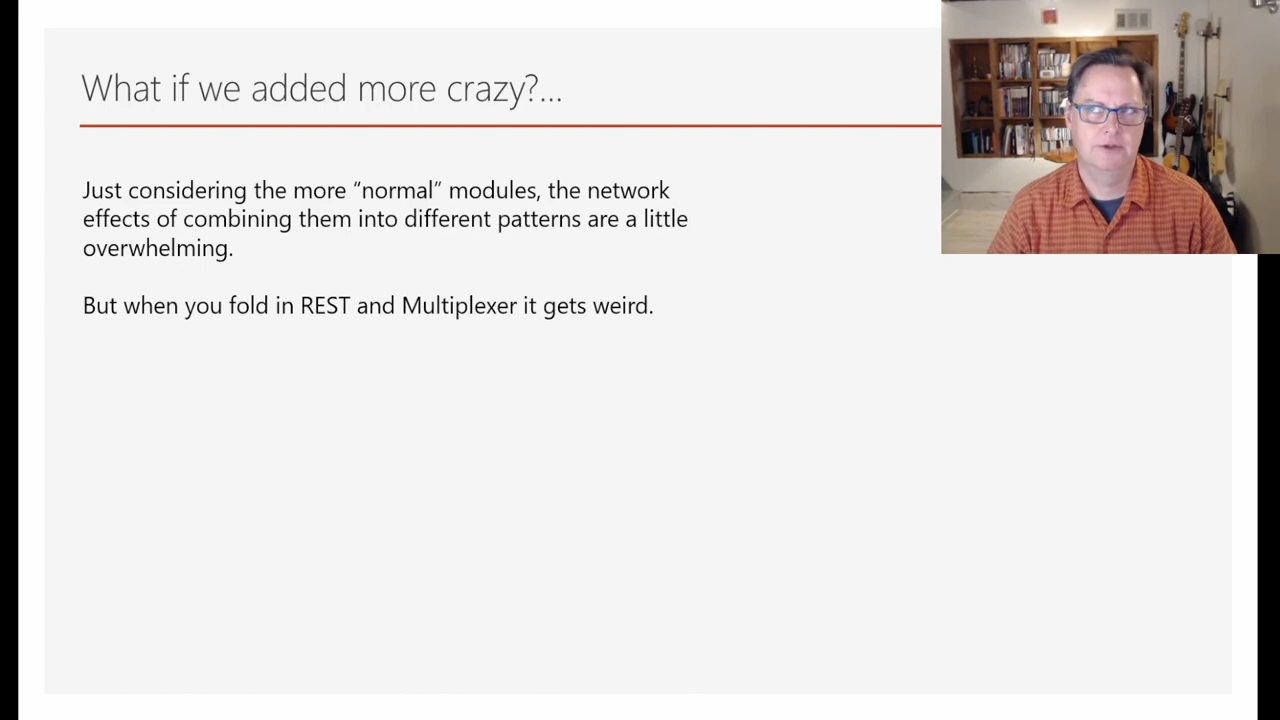 What if we added more crazy?...
Just considering the more “normal” modules, the network
effects of combining them into different patterns are a little
overwhelming.
But when you fold in REST and Multiplexer it gets weird.